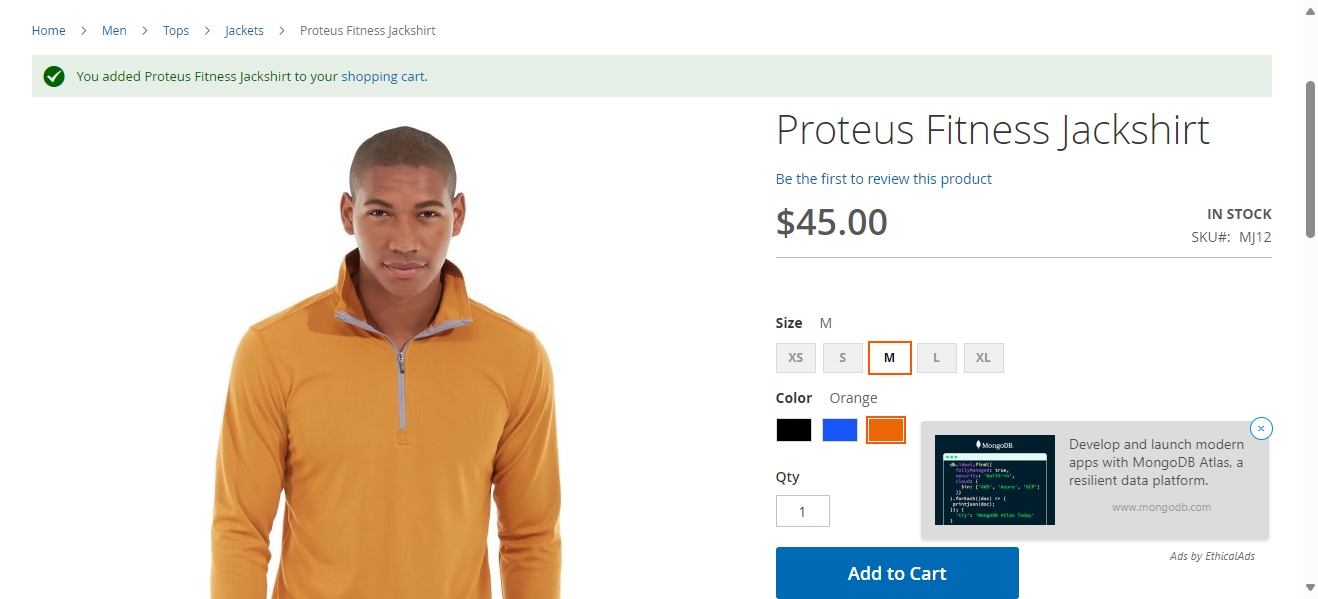 Home > Men > Tops > Jackets > Proteus Fitness Jackshirt
You added Proteus Fitness Jackshirt to your shopping cart.
Proteus Fitness Jackshirt
Be the first to review this product
$45.00
IN STOCK
SKU#: MJ12
Size M
XS S M L XL
Color Orange
Qty
1
Add to Cart
MongoDB
Develop and launch modern
apps with MongoDB Atlas, a
resilient data platform.
www.mongodb.com
Ads by EthicalAds